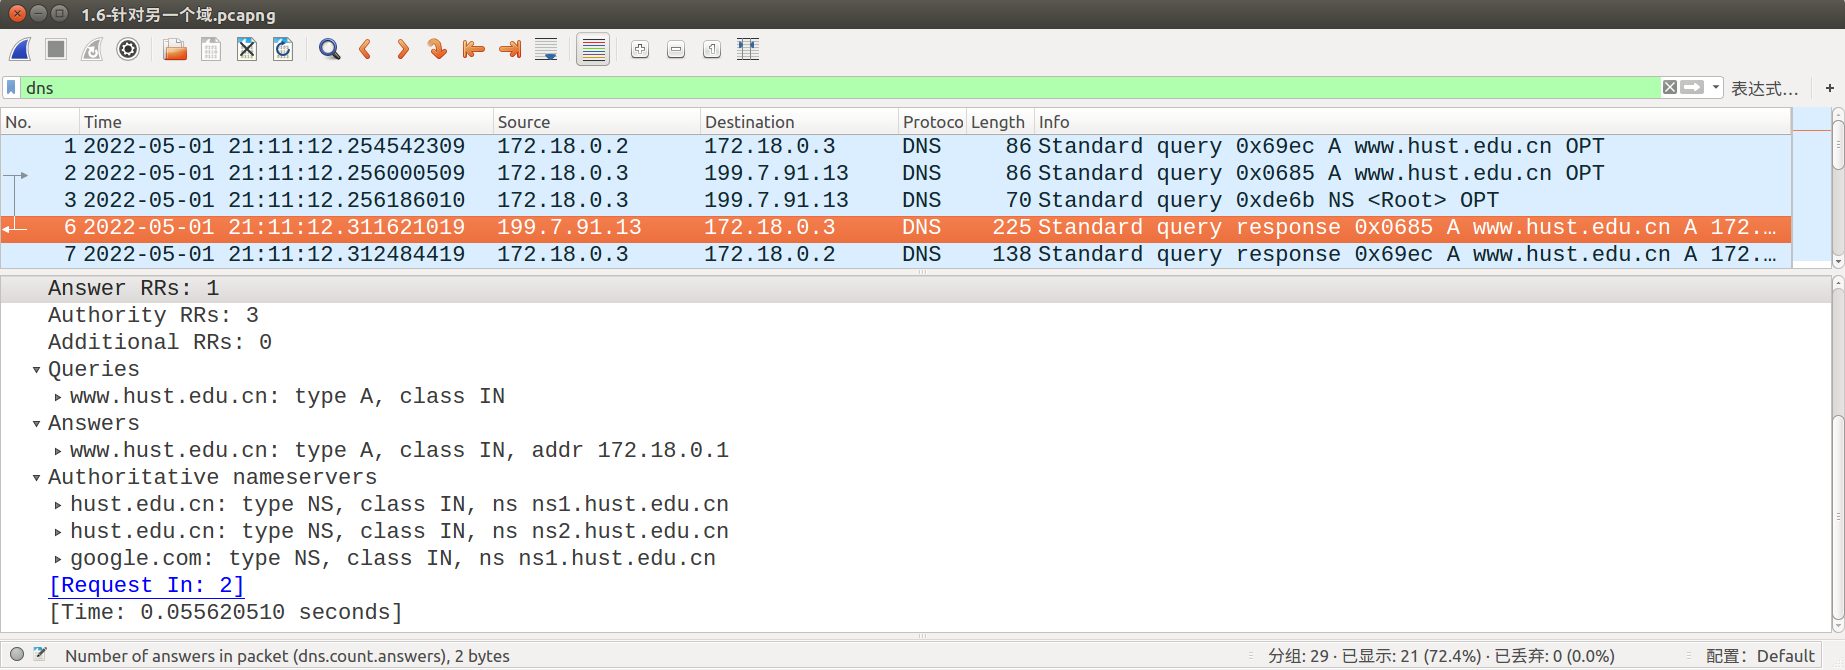 1.6-针对另一个域.pcapng
dns
表达式…
+
No. Time Source Destination Protoco Length Info
1 2022-05-01 21:11:12.254542309 172.18.0.2 172.18.0.3 DNS 86 Standard query 0x69ec A www.hust.edu.cn OPT
2 2022-05-01 21:11:12.256000509 172.18.0.3 199.7.91.13 DNS 86 Standard query 0x0685 A www.hust.edu.cn OPT
3 2022-05-01 21:11:12.256186010 172.18.0.3 199.7.91.13 DNS 70 Standard query 0xde6b NS <Root> OPT
6 2022-05-01 21:11:12.311621019 199.7.91.13 172.18.0.3 DNS 225 Standard query response 0x0685 A www.hust.edu.cn A 172.…
7 2022-05-01 21:11:12.312484419 172.18.0.3 172.18.0.2 DNS 138 Standard query response 0x69ec A www.hust.edu.cn A 172.…
Answer RRs: 1
Authority RRs: 3
Additional RRs: 0
Queries
www.hust.edu.cn: type A, class IN
Answers
www.hust.edu.cn: type A, class IN, addr 172.18.0.1
Authoritative nameservers
hust.edu.cn: type NS, class IN, ns ns1.hust.edu.cn
hust.edu.cn: type NS, class IN, ns ns2.hust.edu.cn
google.com: type NS, class IN, ns ns1.hust.edu.cn
[Request In: 2]
[Time: 0.055620510 seconds]
Number of answers in packet (dns.count.answers), 2 bytes 分组: 29 · 已显示: 21 (72.4%) · 已丢弃: 0 (0.0%) 配置: Default